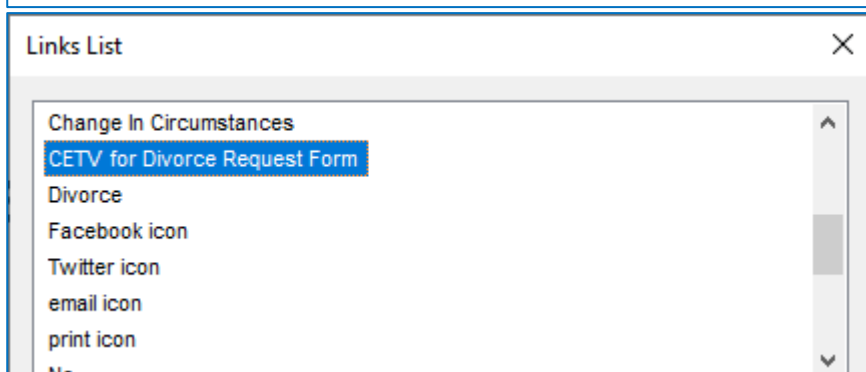 Links List
Change In Circumstances
CETV for Divorce Request Form
Divorce
Facebook icon
Twitter icon
email icon
print icon